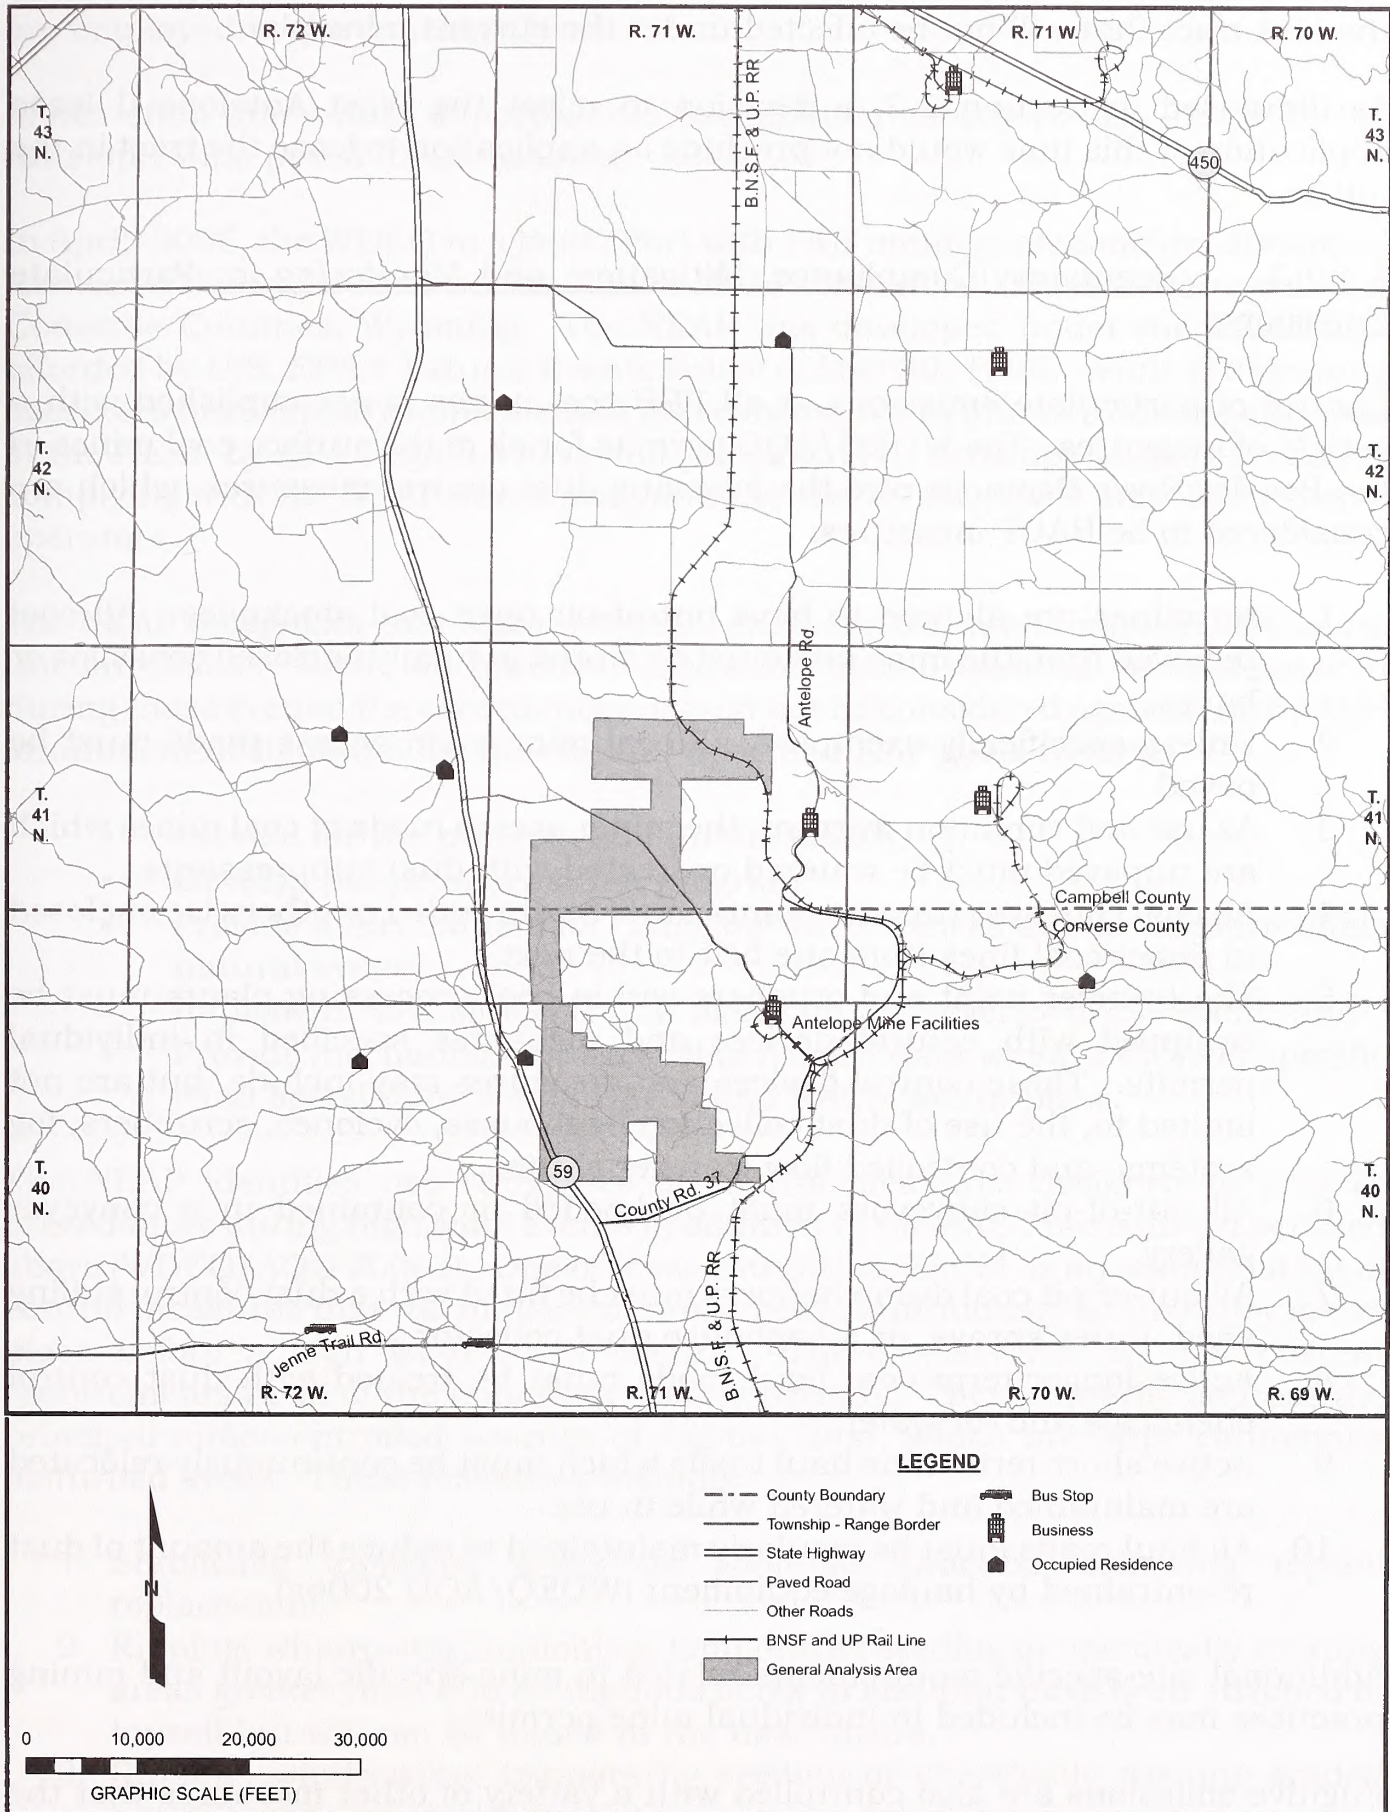 R. 72 W.
R. 71 W.
R. 71 W.
R. 70 W.
T.
43
N.
B.N.S.F. & U.P. RR
T.
43
N.
450
T.
42
N.
T.
42
N.
Antelope Rd
T.
41
N.
T.
41
N.
Campbell County
Converse County
Antelope Mine Facilities
T.
40
N.
59
County Rd. 37
T.
40
N.
B.N.S.F. & U.P. RR
Jenne Trail Rd.
R. 72 W.
R. 71 W.
R. 70 W.
R. 69 W.
LEGEND
County Boundary
Township - Range Border
State Highway
Paved Road
Other Roads
BNSF and UP Rail Line
General Analysis Area
Bus Stop
Business
Occupied Residence
N
0 10,000 20,000 30,000
GRAPHIC SCALE (FEET)